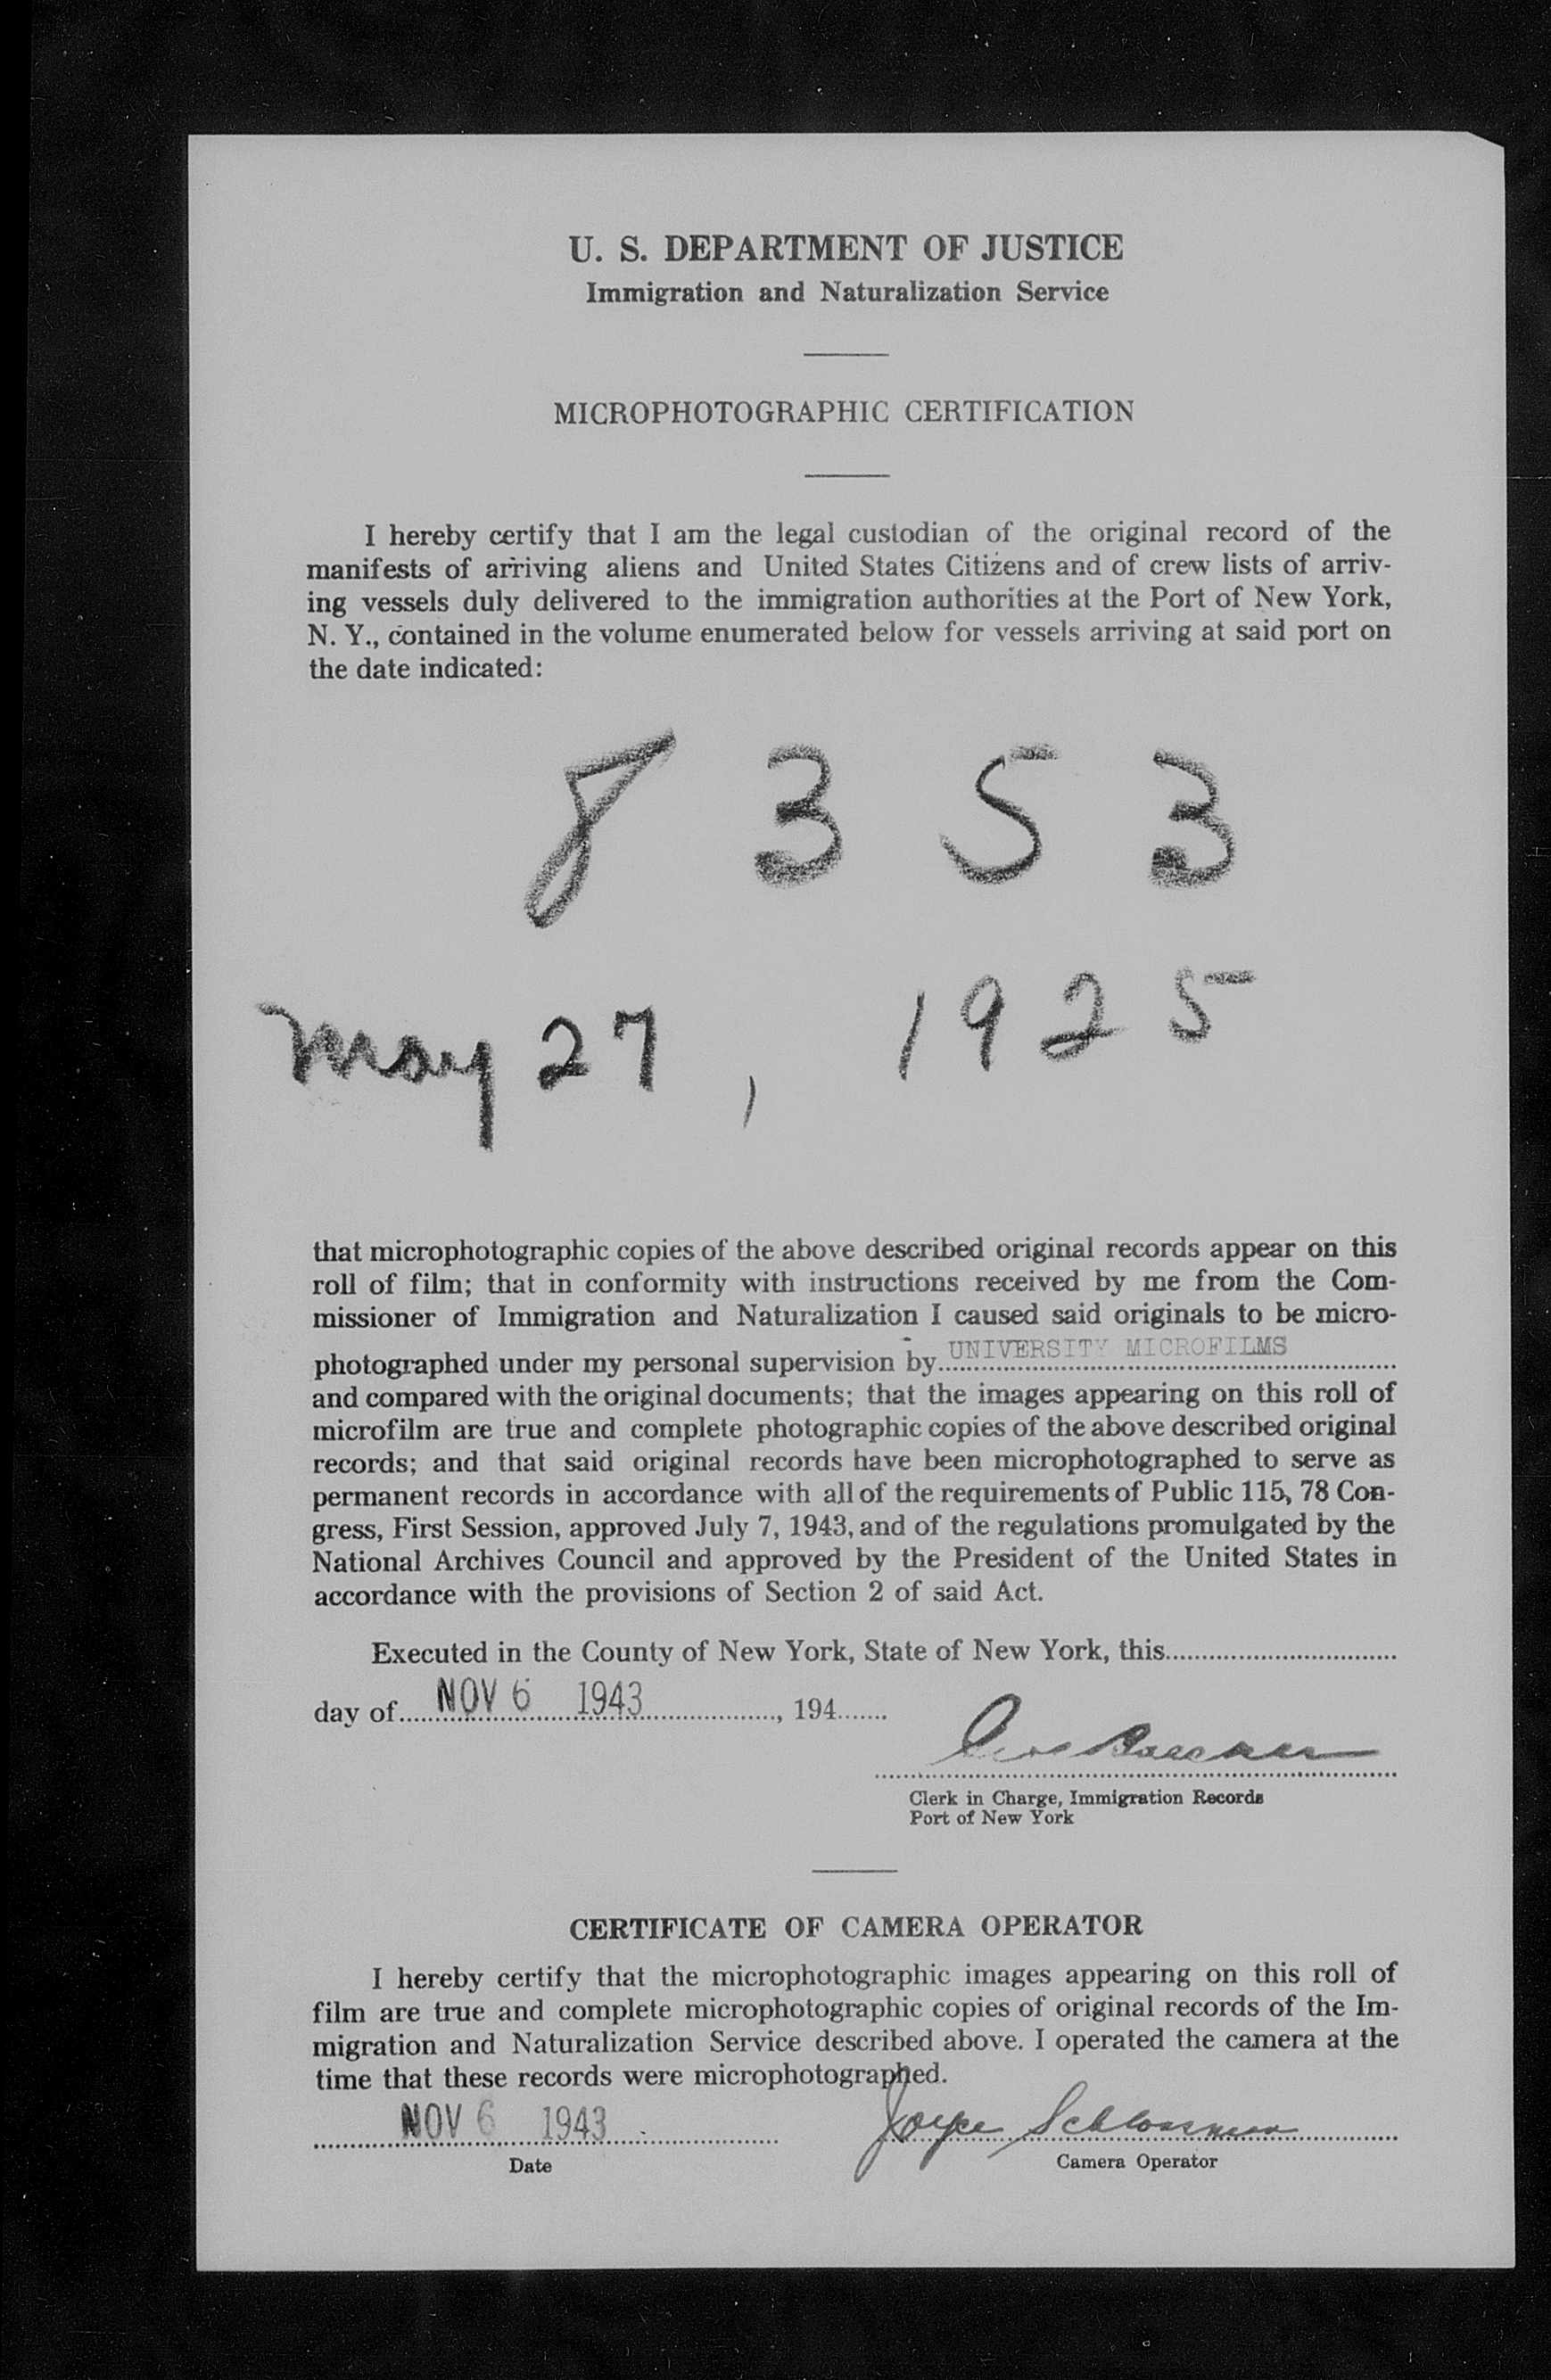 U. S. DEPARTMENT OF JUSTICE
Immigration and Naturalization Service
MICROPHOTOGRAPHIC CERTIFICATION
I hereby certify that I am the legal custodian of the original record of the
manifests of arriving aliens and United States Citizens and of crew lists of arriv-
ing vessels duly delivered to the immigration authorities at the Port of New York,
N. Y., contained in the volume enumerated below for vessels arriving at said port on
the date indicated:
8 3 5 3
May 27, 1925
that microphotographic copies of the above described original records appear on this
roll of film; that in conformity with instructions received by me from the Com-
missioner of Immigration and Naturalization I caused said originals to be micro-
photographed under my personal supervision by UNIVERSITY MICROFILMS
and compared with the original documents; that the images appearing on this roll of
microfilm are true and complete photographic copies of the above described original
records; and that said original records have been microphotographed to serve as
permanent records in accordance with all of the requirements of Public 115, 78 Con-
gress, First Session, approved July 7, 1943, and of the regulations promulgated by the
National Archives Council and approved by the President of the United States in
accordance with the provisions of Section 2 of said Act.
Executed in the County of New York, State of New York, this
day of NOV 6 1943, 194
Clerk in Charge, Immigration Records
Port of New York
CERTIFICATE OF CAMERA OPERATOR
I hereby certify that the microphotographic images appearing on this roll of
film are true and complete microphotographic copies of original records of the Im-
migration and Naturalization Service described above. I operated the camera at the
time that these records were microphotographed.
NOV 6 1943 Joyce Schlossman
Date Camera Operator